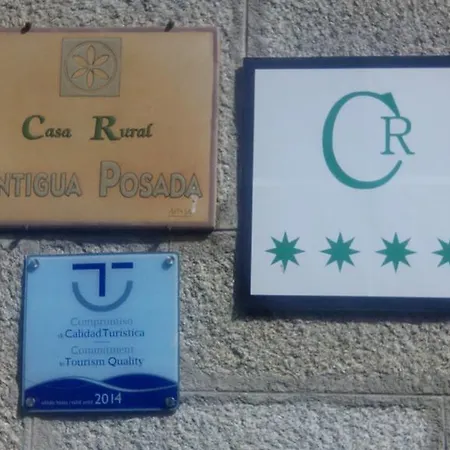 Casa Rural
NTIGUA POSADA
CR
Compromiso
de Calidad Turística
Commitment
to Tourism Quality
2014